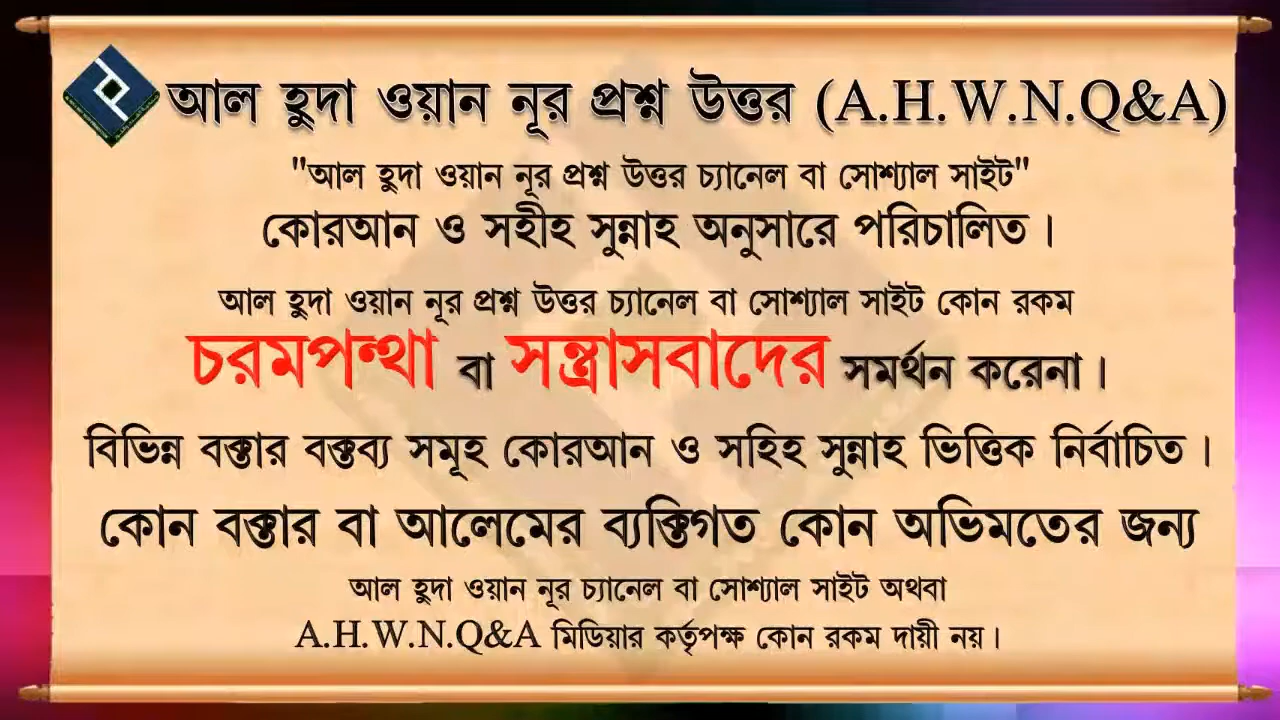 আল হুদা ওয়ান নূর প্রশ্ন উত্তর (A.H.W.N.Q&A)
"আল হুদা ওয়ান নূর প্রশ্ন উত্তর চ্যানেল বা সোশ্যাল সাইট"
কোরআন ও সহীহ সুন্নাহ অনুসারে পরিচালিত।
আল হুদা ওয়ান নূর প্রশ্ন উত্তর চ্যানেল বা সোশ্যাল সাইট কোন রকম
চরমপন্থা বা সন্ত্রাসবাদের সমর্থন করেনা।
বিভিন্ন বক্তার বক্তব্য সমূহ কোরআন ও সহিহ সুন্নাহ ভিত্তিক নির্বাচিত।
কোন বক্তার বা আলেমের ব্যক্তিগত কোন অভিমতের জন্য
আল হুদা ওয়ান নূর চ্যানেল বা সোশ্যাল সাইট অথবা
A.H.W.N.Q&A মিডিয়ার কর্তৃপক্ষ কোন রকম দায়ী নয়।